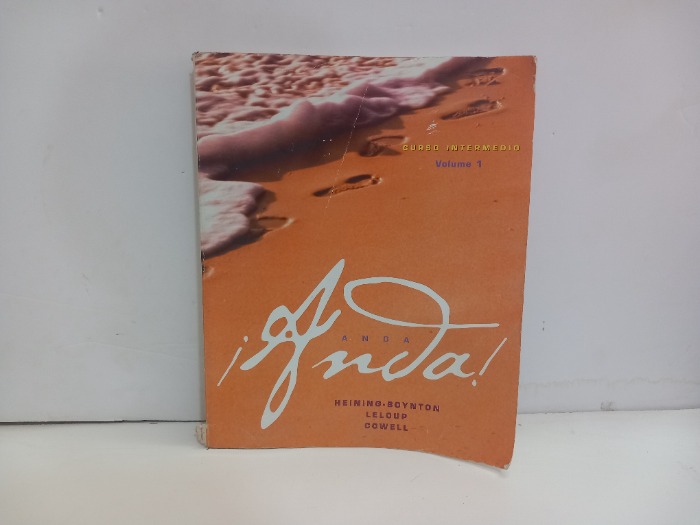 CURSO INTERMEDIO
Volume 1
¡Anda!
ANDA
HEINING-BOYNTON
LELOUP
COWELL